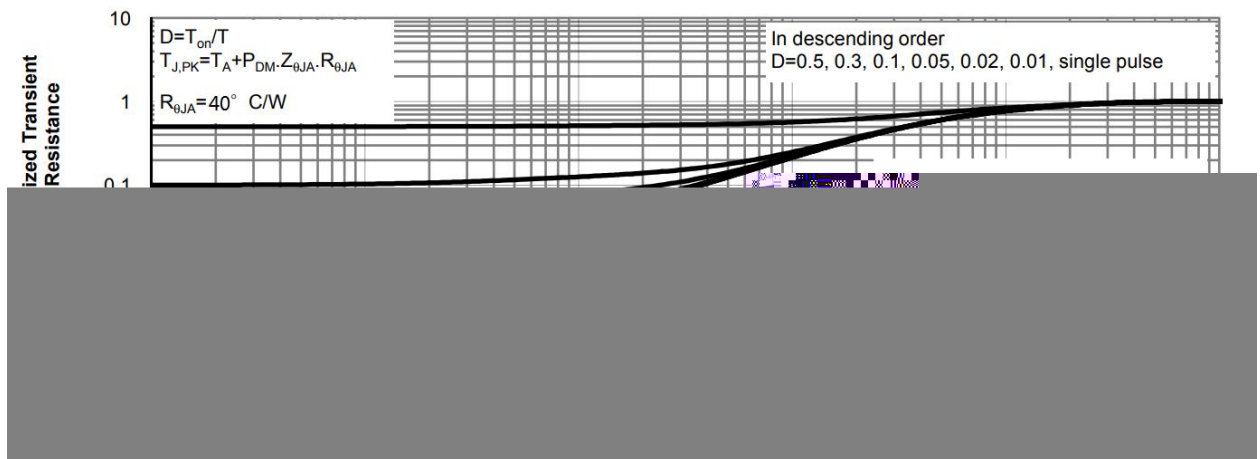 10
D=Ton/T
TJ,PK=TA+PDM.ZθJA.RθJA
RθJA=40° C/W
In descending order
D=0.5, 0.3, 0.1, 0.05, 0.02, 0.01, single pulse
1
Transient
Resistance